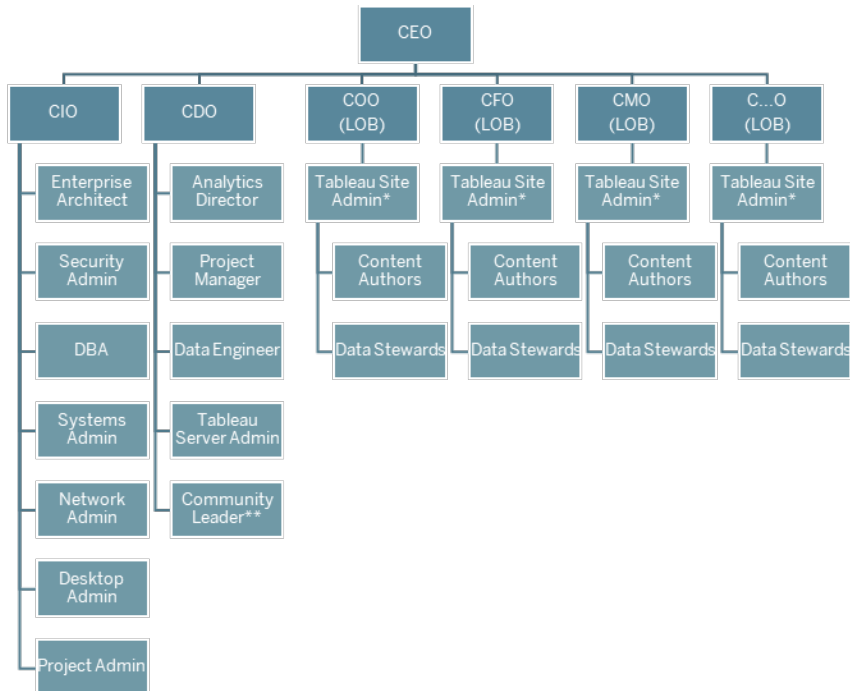 CEO
CIO
CDO
COO
(LOB)
CFO
(LOB)
CMO
(LOB)
C...O
(LOB)
Enterprise
Architect
Security
Admin
DBA
Systems
Admin
Network
Admin
Desktop
Admin
Project Admin
Analytics
Director
Project
Manager
Data Engineer
Tableau
Server Admin
Community
Leader**
Tableau Site
Admin*
Content
Authors
Data Stewards
Tableau Site
Admin*
Content
Authors
Data Stewards
Tableau Site
Admin*
Content
Authors
Data Stewards
Tableau Site
Admin*
Content
Authors
Data Stewards